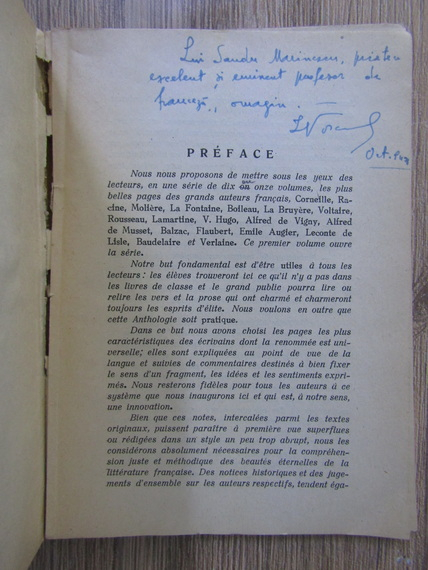 Lui Sandu Marinescu, prieten
excelent și eminent profesor de
franceză, omagiu. —
Oct. 943
PRÉFACE
Nous nous proposons de mettre sous les yeux des
lecteurs, en une série de dix ou onze volumes, les plus
belles pages des grands auteurs français, Corneille, Ra-
cine, Molière, La Fontaine, Boileau, La Bruyère, Voltaire,
Rousseau, Lamartine, V. Hugo, Alfred de Vigny, Alfred
de Musset, Balzac, Flaubert, Emile Augier, Leconte de
Lisle, Baudelaire et Verlaine. Ce premier volume ouvre
la série.
Notre but fondamental est d'être utiles à tous les
lecteurs : les élèves trouveront ici ce qu'il n'y a pas dans
les livres de classe et le grand public pourra lire ou
relire les vers et la prose qui ont charmé et charmeront
toujours les esprits d'élite. Nous voulons en outre que
cette Anthologie soit pratique.
Dans ce but nous avons choisi les pages les plus
caractéristiques des écrivains dont la renommée est uni-
verselle; elles sont expliquées au point de vue de la
langue et suivies de commentaires destinés à bien fixer
le sens d'un fragment, les idées et les sentiments expri-
més. Nous resterons fidèles pour tous les auteurs à ce
système que nous inaugurons ici et qui est, à notre sens,
une innovation.
Bien que ces notes, intercalées parmi les textes
originaux, puissent paraître à première vue superflues
ou rédigées dans un style un peu trop abrupt, nous les
considérons absolument nécessaires pour la compréhen-
sion juste et méthodique des beautés éternelles de la
littérature française. Des notices historiques et des juge-
ments d'ensemble sur les auteurs respectifs, tendent éga-